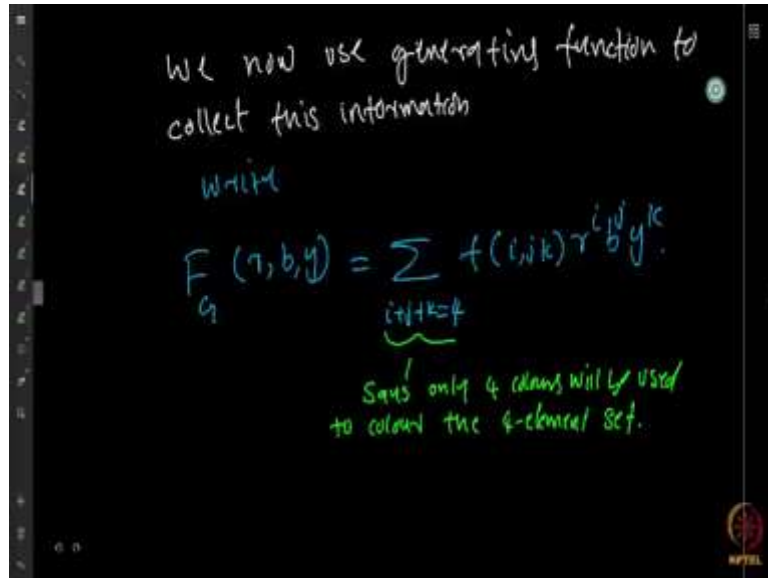 We now use generating function to
collect this information
write
F_G (r, b, y) = ∑ f(i, j k) r^i b^j y^k.
i+j+k=4
Says only 4 colours will be used
to colour the 4-element set.
NPTEL